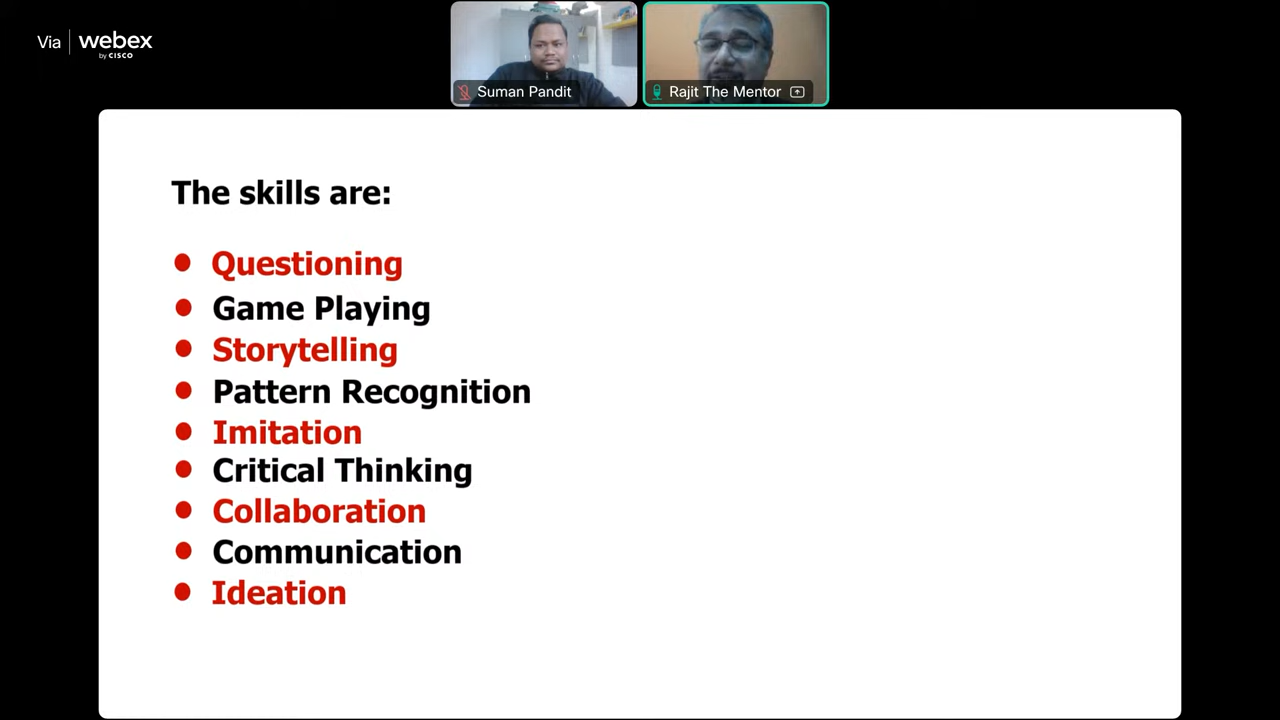 Via webex
by CISCO
Suman Pandit
Rajit The Mentor
The skills are:
• Questioning
• Game Playing
• Storytelling
• Pattern Recognition
• Imitation
• Critical Thinking
• Collaboration
• Communication
• Ideation